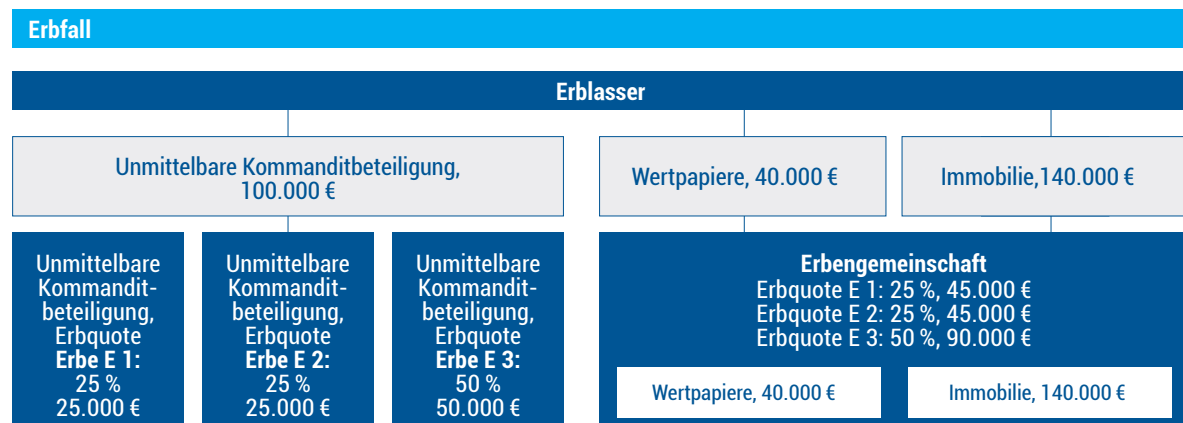 Erbfall
Erblasser
Unmittelbare Kommanditbeteiligung,
100.000 €
Wertpapiere, 40.000 €
Immobilie,140.000 €
Unmittelbare
Kommandit-
beteiligung,
Erbquote
Erbe E 1:
25 %
25.000 €
Unmittelbare
Kommandit-
beteiligung,
Erbquote
Erbe E 2:
25 %
25.000 €
Unmittelbare
Kommandit-
beteiligung,
Erbquote
Erbe E 3:
50 %
50.000 €
Erbengemeinschaft
Erbquote E 1: 25 %, 45.000 €
Erbquote E 2: 25 %, 45.000 €
Erbquote E 3: 50 %, 90.000 €
Wertpapiere, 40.000 €
Immobilie, 140.000 €